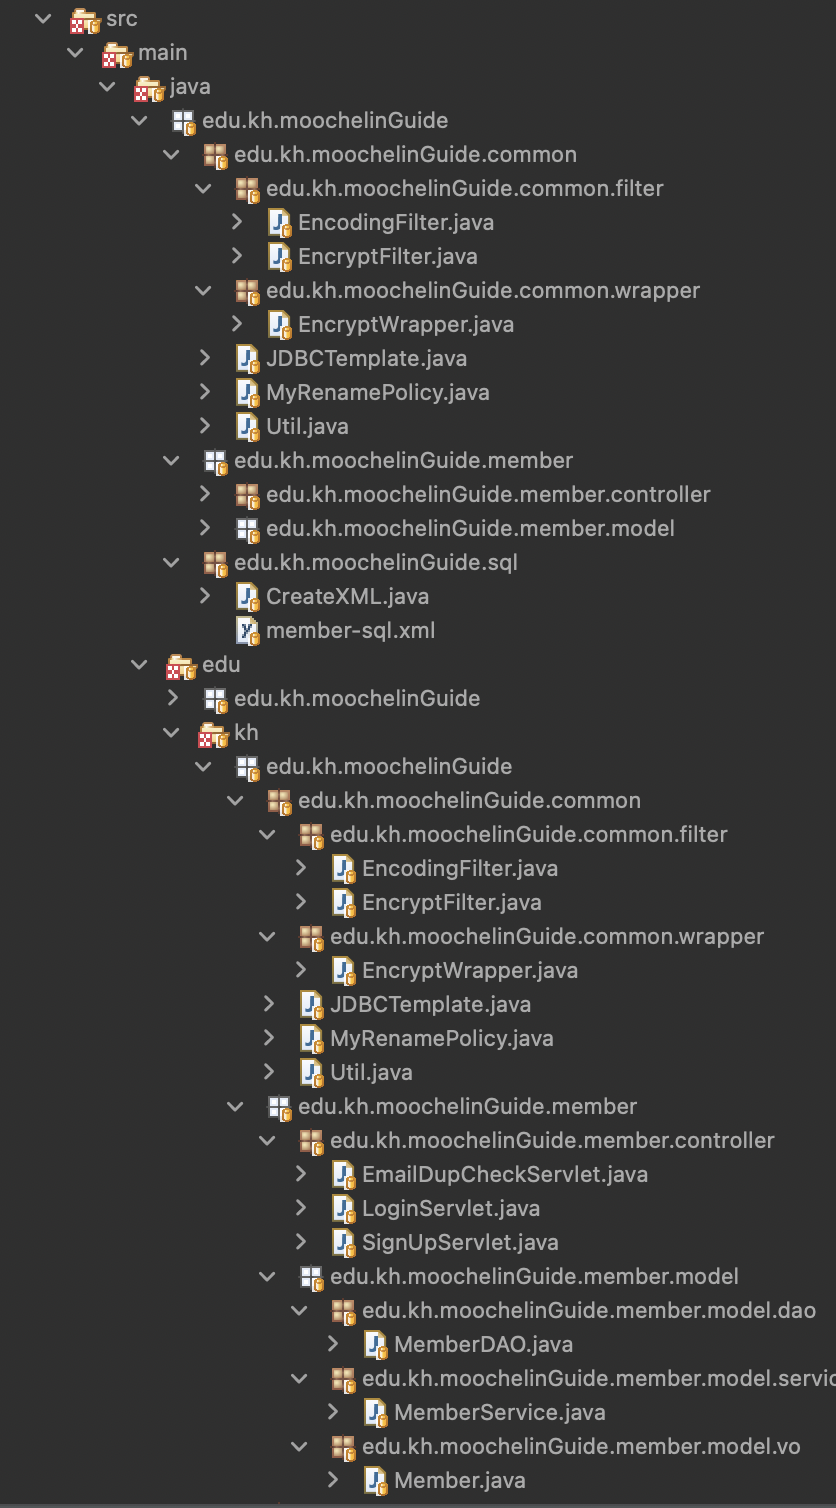 src
main
java
edu.kh.moochelinGuide
edu.kh.moochelinGuide.common
edu.kh.moochelinGuide.common.filter
EncodingFilter.java
EncryptFilter.java
edu.kh.moochelinGuide.common.wrapper
EncryptWrapper.java
JDBCTemplate.java
MyRenamePolicy.java
Util.java
edu.kh.moochelinGuide.member
edu.kh.moochelinGuide.member.controller
edu.kh.moochelinGuide.member.model
edu.kh.moochelinGuide.sql
CreateXML.java
member-sql.xml
edu
edu.kh.moochelinGuide
kh
edu.kh.moochelinGuide
edu.kh.moochelinGuide.common
edu.kh.moochelinGuide.common.filter
EncodingFilter.java
EncryptFilter.java
edu.kh.moochelinGuide.common.wrapper
EncryptWrapper.java
JDBCTemplate.java
MyRenamePolicy.java
Util.java
edu.kh.moochelinGuide.member
edu.kh.moochelinGuide.member.controller
EmailDupCheckServlet.java
LoginServlet.java
SignUpServlet.java
edu.kh.moochelinGuide.member.model
edu.kh.moochelinGuide.member.model.dao
MemberDAO.java
edu.kh.moochelinGuide.member.model.servic
MemberService.java
edu.kh.moochelinGuide.member.model.vo
Member.java